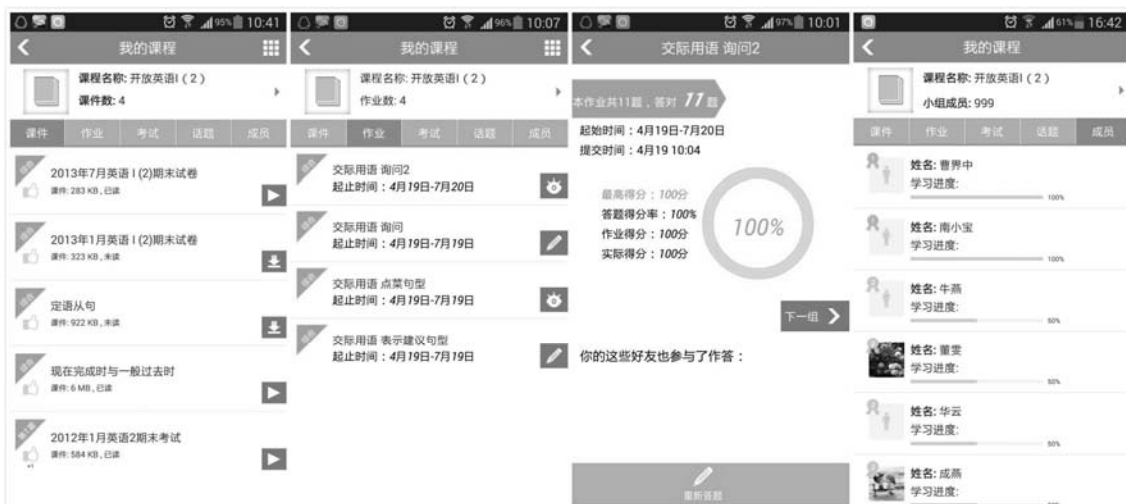 95% 10:41
我的课程
课程名称: 开放英语I（2）
课件数: 4
课件 作业 考试 话题 成员
2013年7月英语 I (2)期末试卷
课件: 283 KB , 已读
2013年1月英语 I (2)期末试卷
课件: 323 KB , 未读
定语从句
课件: 922 KB , 未读
现在完成时与一般过去时
课件: 6 MB , 已读
2012年1月英语2期末考试
课件: 584 KB , 已读
+1
96% 10:07
我的课程
课程名称: 开放英语I（2）
作业数: 4
课件 作业 考试 话题 成员
交际用语 询问2
起止时间：4月19日-7月20日
交际用语 询问
起止时间：4月19日-7月19日
交际用语 点菜句型
起止时间：4月19日-7月19日
交际用语 表示建议句型
起止时间：4月19日-7月19日
97% 10:01
交际用语 询问2
本作业共11题，答对 11 题
起始时间：4月19日-7月20日
提交时间：4月19 10:04
最高得分：100分
答题得分率：100%
作业得分：100分
实际得分：100分
100%
下一组
你的这些好友也参与了作答：
重新答题
61% 16:42
我的课程
课程名称: 开放英语I（2）
小组成员: 999
课件 作业 考试 话题 成员
姓名: 曹界中
学习进度:
100%
姓名: 南小宝
学习进度:
100%
姓名: 牛燕
学习进度:
50%
姓名: 董雯
学习进度:
50%
姓名: 华云
学习进度:
50%
姓名: 成燕
学习进度: